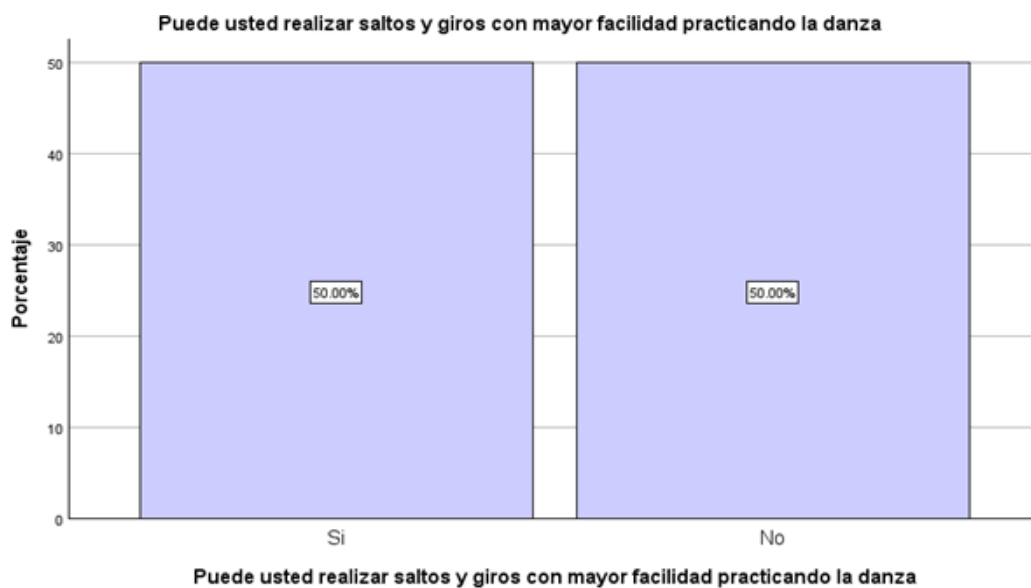 Puede usted realizar saltos y giros con mayor facilidad practicando la danza
Porcentaje
50
40
30
20
10
0
50.00%
50.00%
Si
No
Puede usted realizar saltos y giros con mayor facilidad practicando la danza